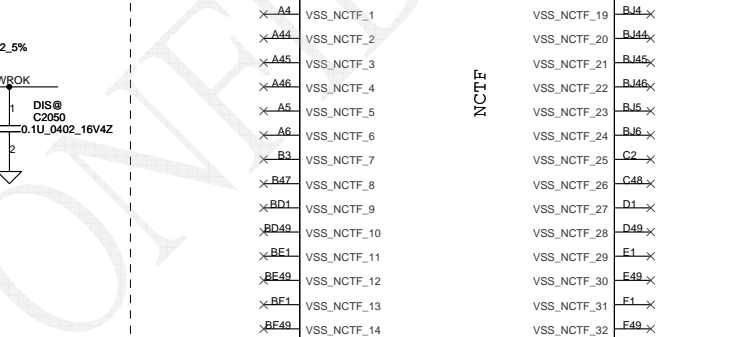 2_5%
WROK
1
DIS@
C2050
0.1U_0402_16V4Z
2
A4 VSS_NCTF_1
A44 VSS_NCTF_2
A45 VSS_NCTF_3
A46 VSS_NCTF_4
A5 VSS_NCTF_5
A6 VSS_NCTF_6
B3 VSS_NCTF_7
B47 VSS_NCTF_8
BD1 VSS_NCTF_9
BD49 VSS_NCTF_10
BE1 VSS_NCTF_11
BE49 VSS_NCTF_12
BF1 VSS_NCTF_13
BF49 VSS_NCTF_14
NCTF
VSS_NCTF_19 BJ4
VSS_NCTF_20 BJ44
VSS_NCTF_21 BJ45
VSS_NCTF_22 BJ46
VSS_NCTF_23 BJ5
VSS_NCTF_24 BJ6
VSS_NCTF_25 C2
VSS_NCTF_26 C48
VSS_NCTF_27 D1
VSS_NCTF_28 D49
VSS_NCTF_29 E1
VSS_NCTF_30 E49
VSS_NCTF_31 F1
VSS_NCTF_32 F49